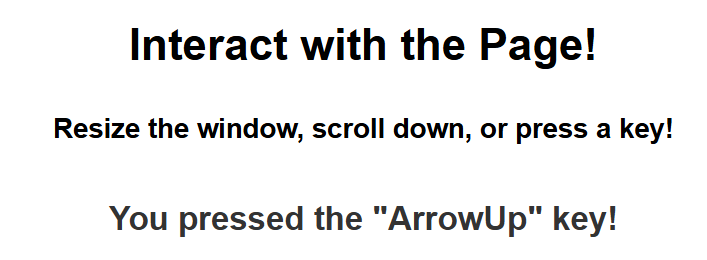 Interact with the Page!
Resize the window, scroll down, or press a key!
You pressed the "ArrowUp" key!